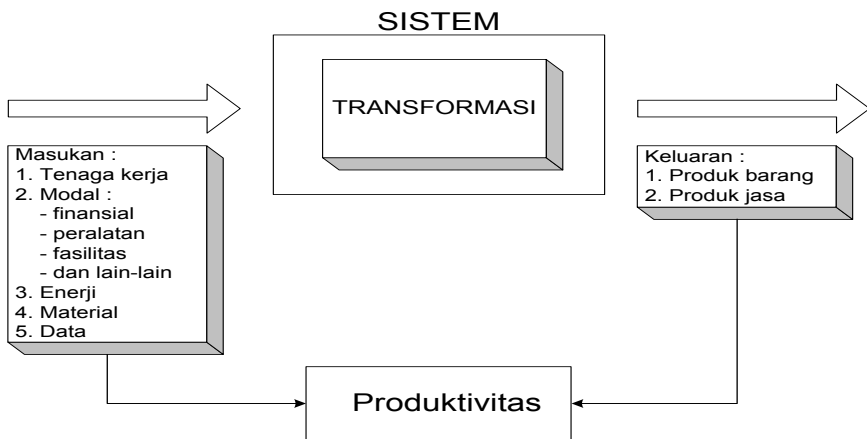 SISTEM
TRANSFORMASI
Masukan :
1. Tenaga kerja
2. Modal :
- finansial
- peralatan
- fasilitas
- dan lain-lain
3. Enerji
4. Material
5. Data
Keluaran :
1. Produk barang
2. Produk jasa
Produktivitas